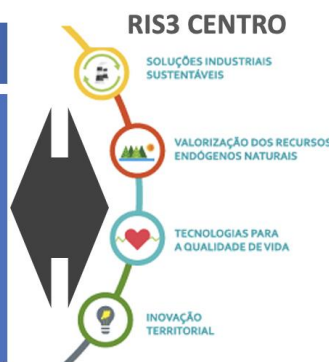 RIS3 CENTRO
SOLUÇÕES INDUSTRIAIS
SUSTENTÁVEIS
VALORIZAÇÃO DOS RECURSOS
ENDÓGENOS NATURAIS
TECNOLOGIAS PARA
A QUALIDADE DE VIDA
INOVAÇÃO
TERRITORIAL